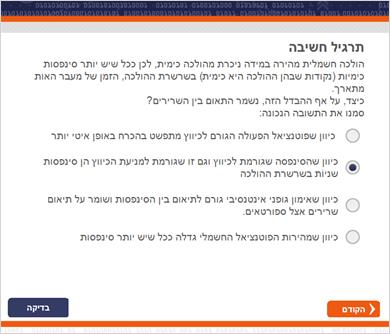 תרגיל חשיבה
הולכה חשמלית מהירה במידה ניכרת מהולכה כימית, לכן ככל שיש יותר סינפסות
כימיות (נקודות שבהן ההולכה היא כימית) בשרשרת ההולכה, הזמן של מעבר האות
מתארך.
כיצד, על אף ההבדל הזה, נשמר התאום בין השרירים?
סמנו את התשובה הנכונה:
כיוון שפוטנציאל הפעולה הגורם לכיווץ מתפשט בהכרח באופן איטי יותר
כיוון שהסינפסה שגורמת לכיווץ וגם זו שגורמת למניעת הכיווץ הן סינפסות
שניות בשרשרת ההולכה
כיוון שאימון גופני אינטנסיבי גורם לתיאום בין הסינפסות ושומר על תיאום
שרירים אצל ספורטאים.
כיוון שמהירות הפוטנציאל החשמלי גדלה ככל שיש יותר סינפסות
הקודם
בדיקה